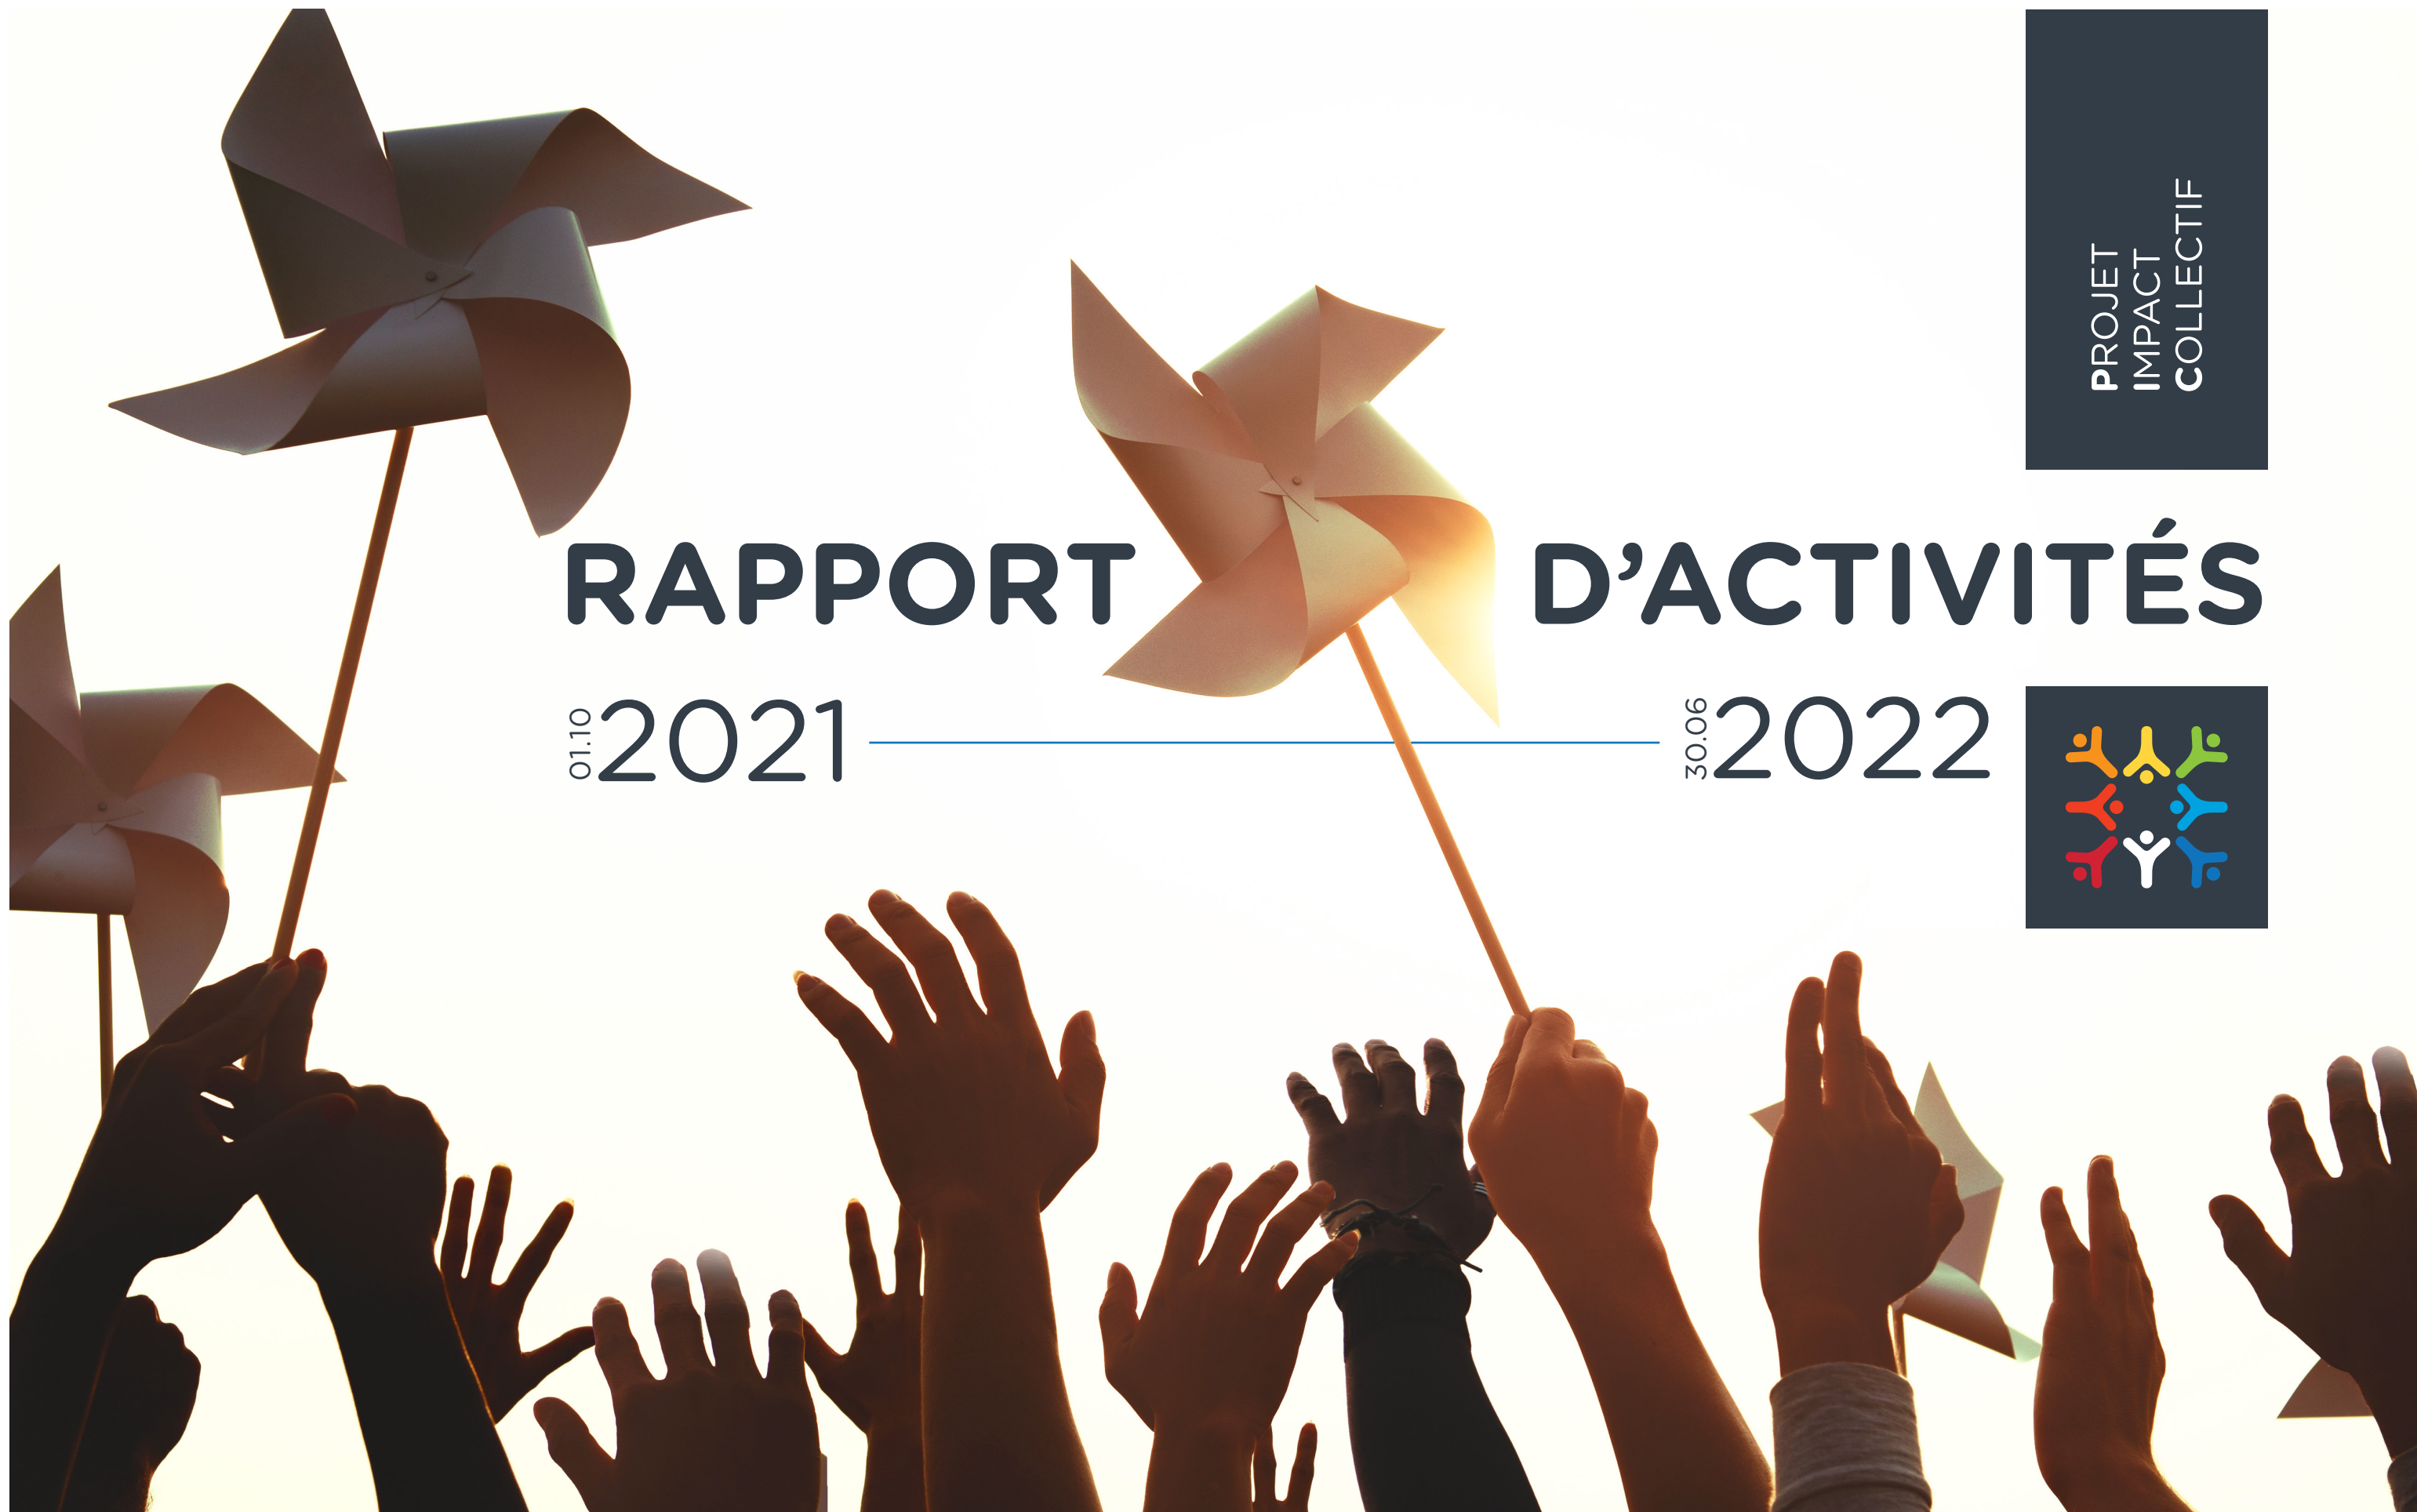 PROJET
IMPACT
COLLECTIF
RAPPORT D’ACTIVITÉS
01.10 2021 30.06 2022